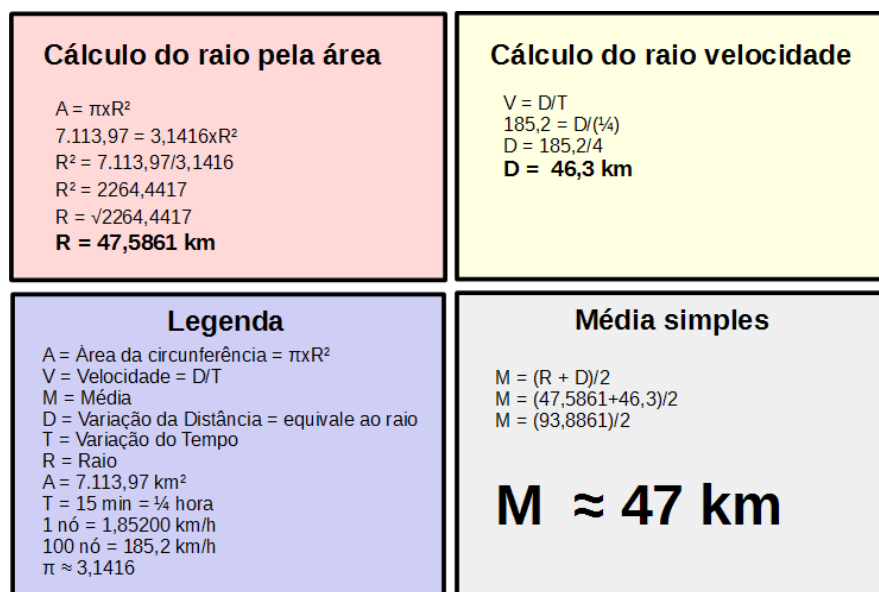 Cálculo do raio pela área
A = πxR²
7.113,97 = 3,1416xR²
R² = 7.113,97/3,1416
R² = 2264,4417
R = √2264,4417
R = 47,5861 km
Cálculo do raio velocidade
V = D/T
185,2 = D/(¼)
D = 185,2/4
D =  46,3 km
Legenda
A = Área da circunferência = πxR²
V = Velocidade = D/T
M = Média
D = Variação da Distância = equivale ao raio
T = Variação do Tempo
R = Raio
A = 7.113,97 km²
T = 15 min = ¼ hora
1 nó = 1,85200 km/h
100 nó = 185,2 km/h
π ≈ 3,1416
Média simples
M = (R + D)/2
M = (47,5861+46,3)/2
M = (93,8861)/2
M  ≈ 47 km